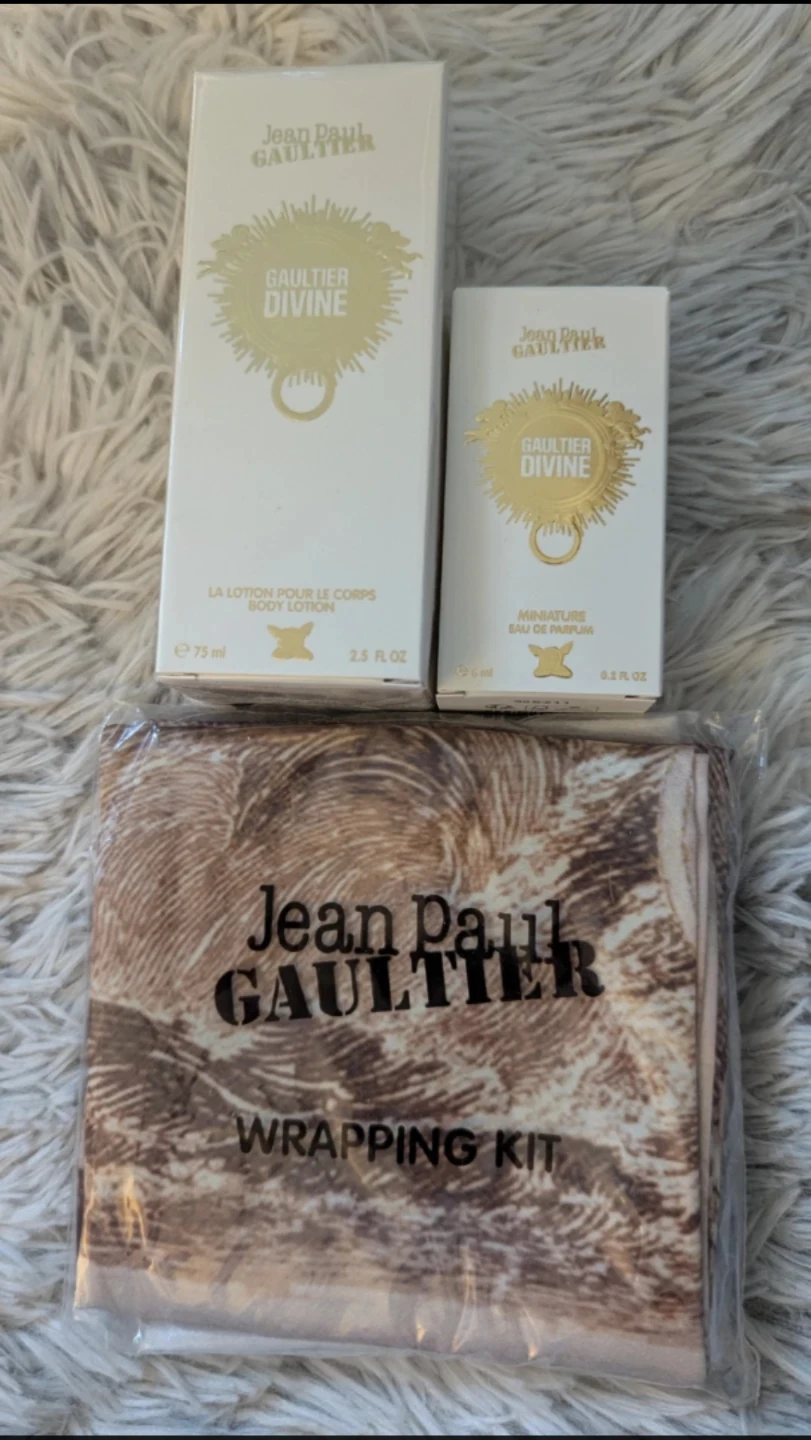 Jean Paul
GAULTIER
GAULTIER
DIVINE
LA LOTION POUR LE CORPS
BODY LOTION
℮ 75 ml
2.5 FL OZ
Jean Paul
GAULTIER
GAULTIER
DIVINE
MINIATURE
EAU DE PARFUM
ml
0.2 FL OZ
Jean Paul
GAULTIER
WRAPPING KIT